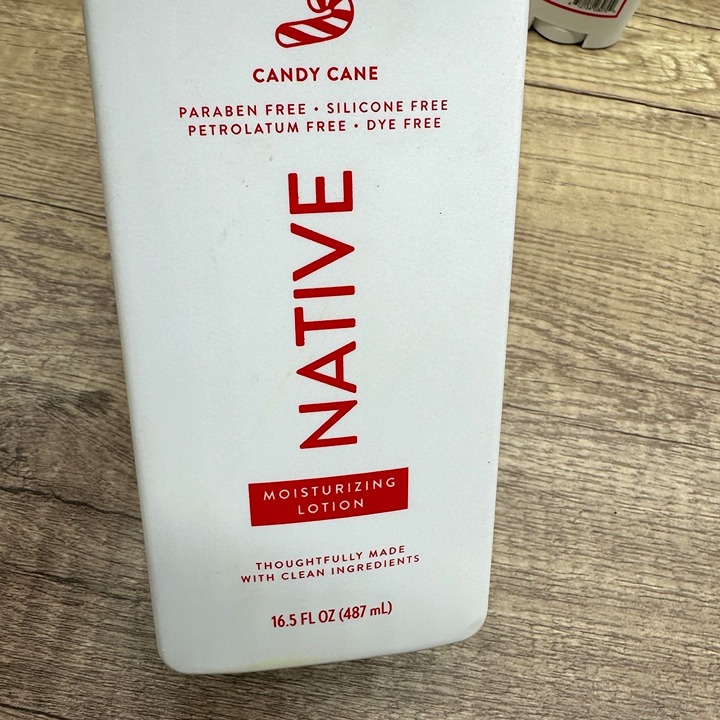 CANDY CANE
PARABEN FREE • SILICONE FREE
PETROLATUM FREE • DYE FREE
NATIVE
MOISTURIZING
LOTION
THOUGHTFULLY MADE
WITH CLEAN INGREDIENTS
16.5 FL OZ (487 mL)